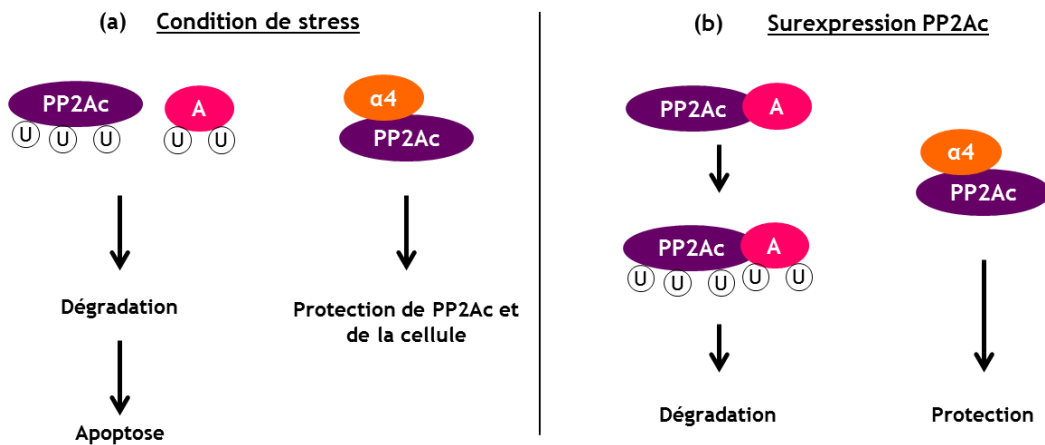 (a) Condition de stress
PP2Ac A
U U U U U
α4
PP2Ac
Dégradation
Apoptose
Protection de PP2Ac et
de la cellule
(b) Surexpression PP2Ac
PP2Ac A
PP2Ac A
U U U U U
Dégradation
α4
PP2Ac
Protection